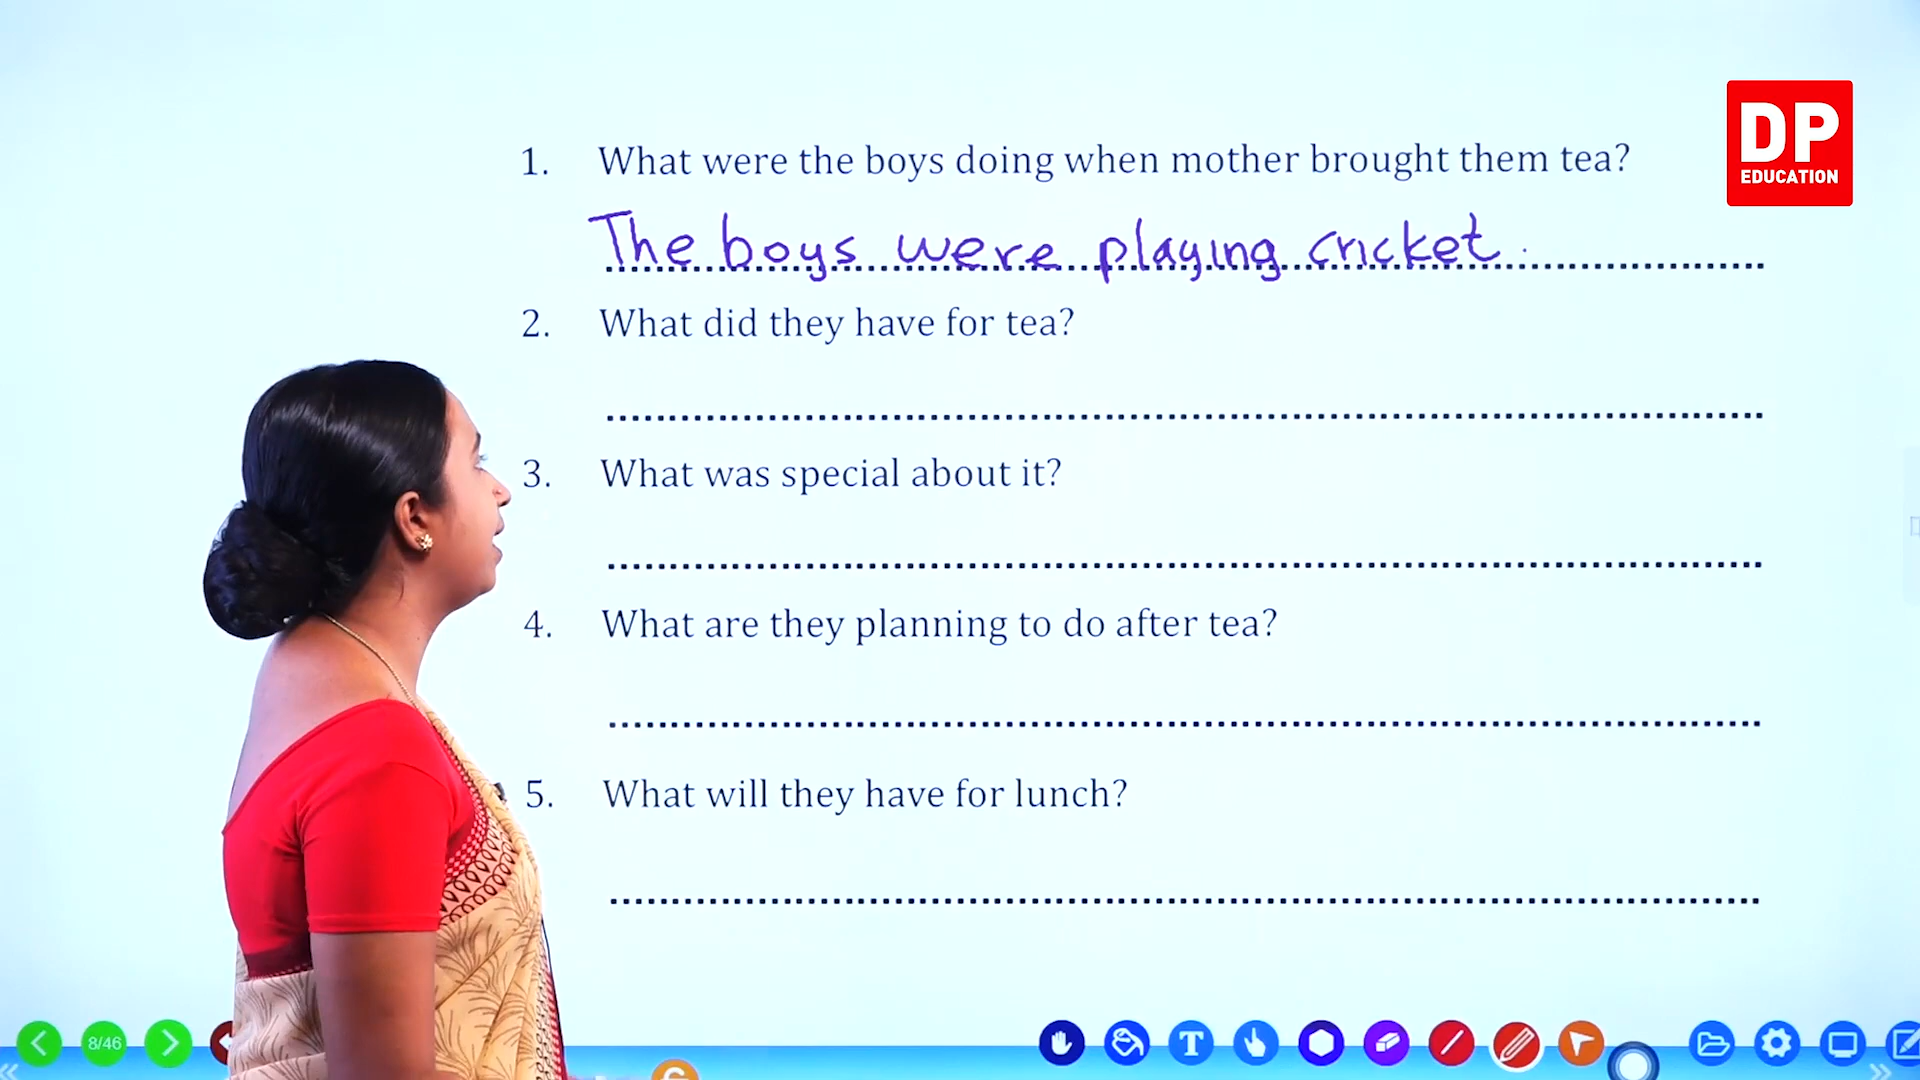 DP
EDUCATION
1. What were the boys doing when mother brought them tea?
The boys were playing cricket.
2. What did they have for tea?
3. What was special about it?
4. What are they planning to do after tea?
5. What will they have for lunch?
8/46
T